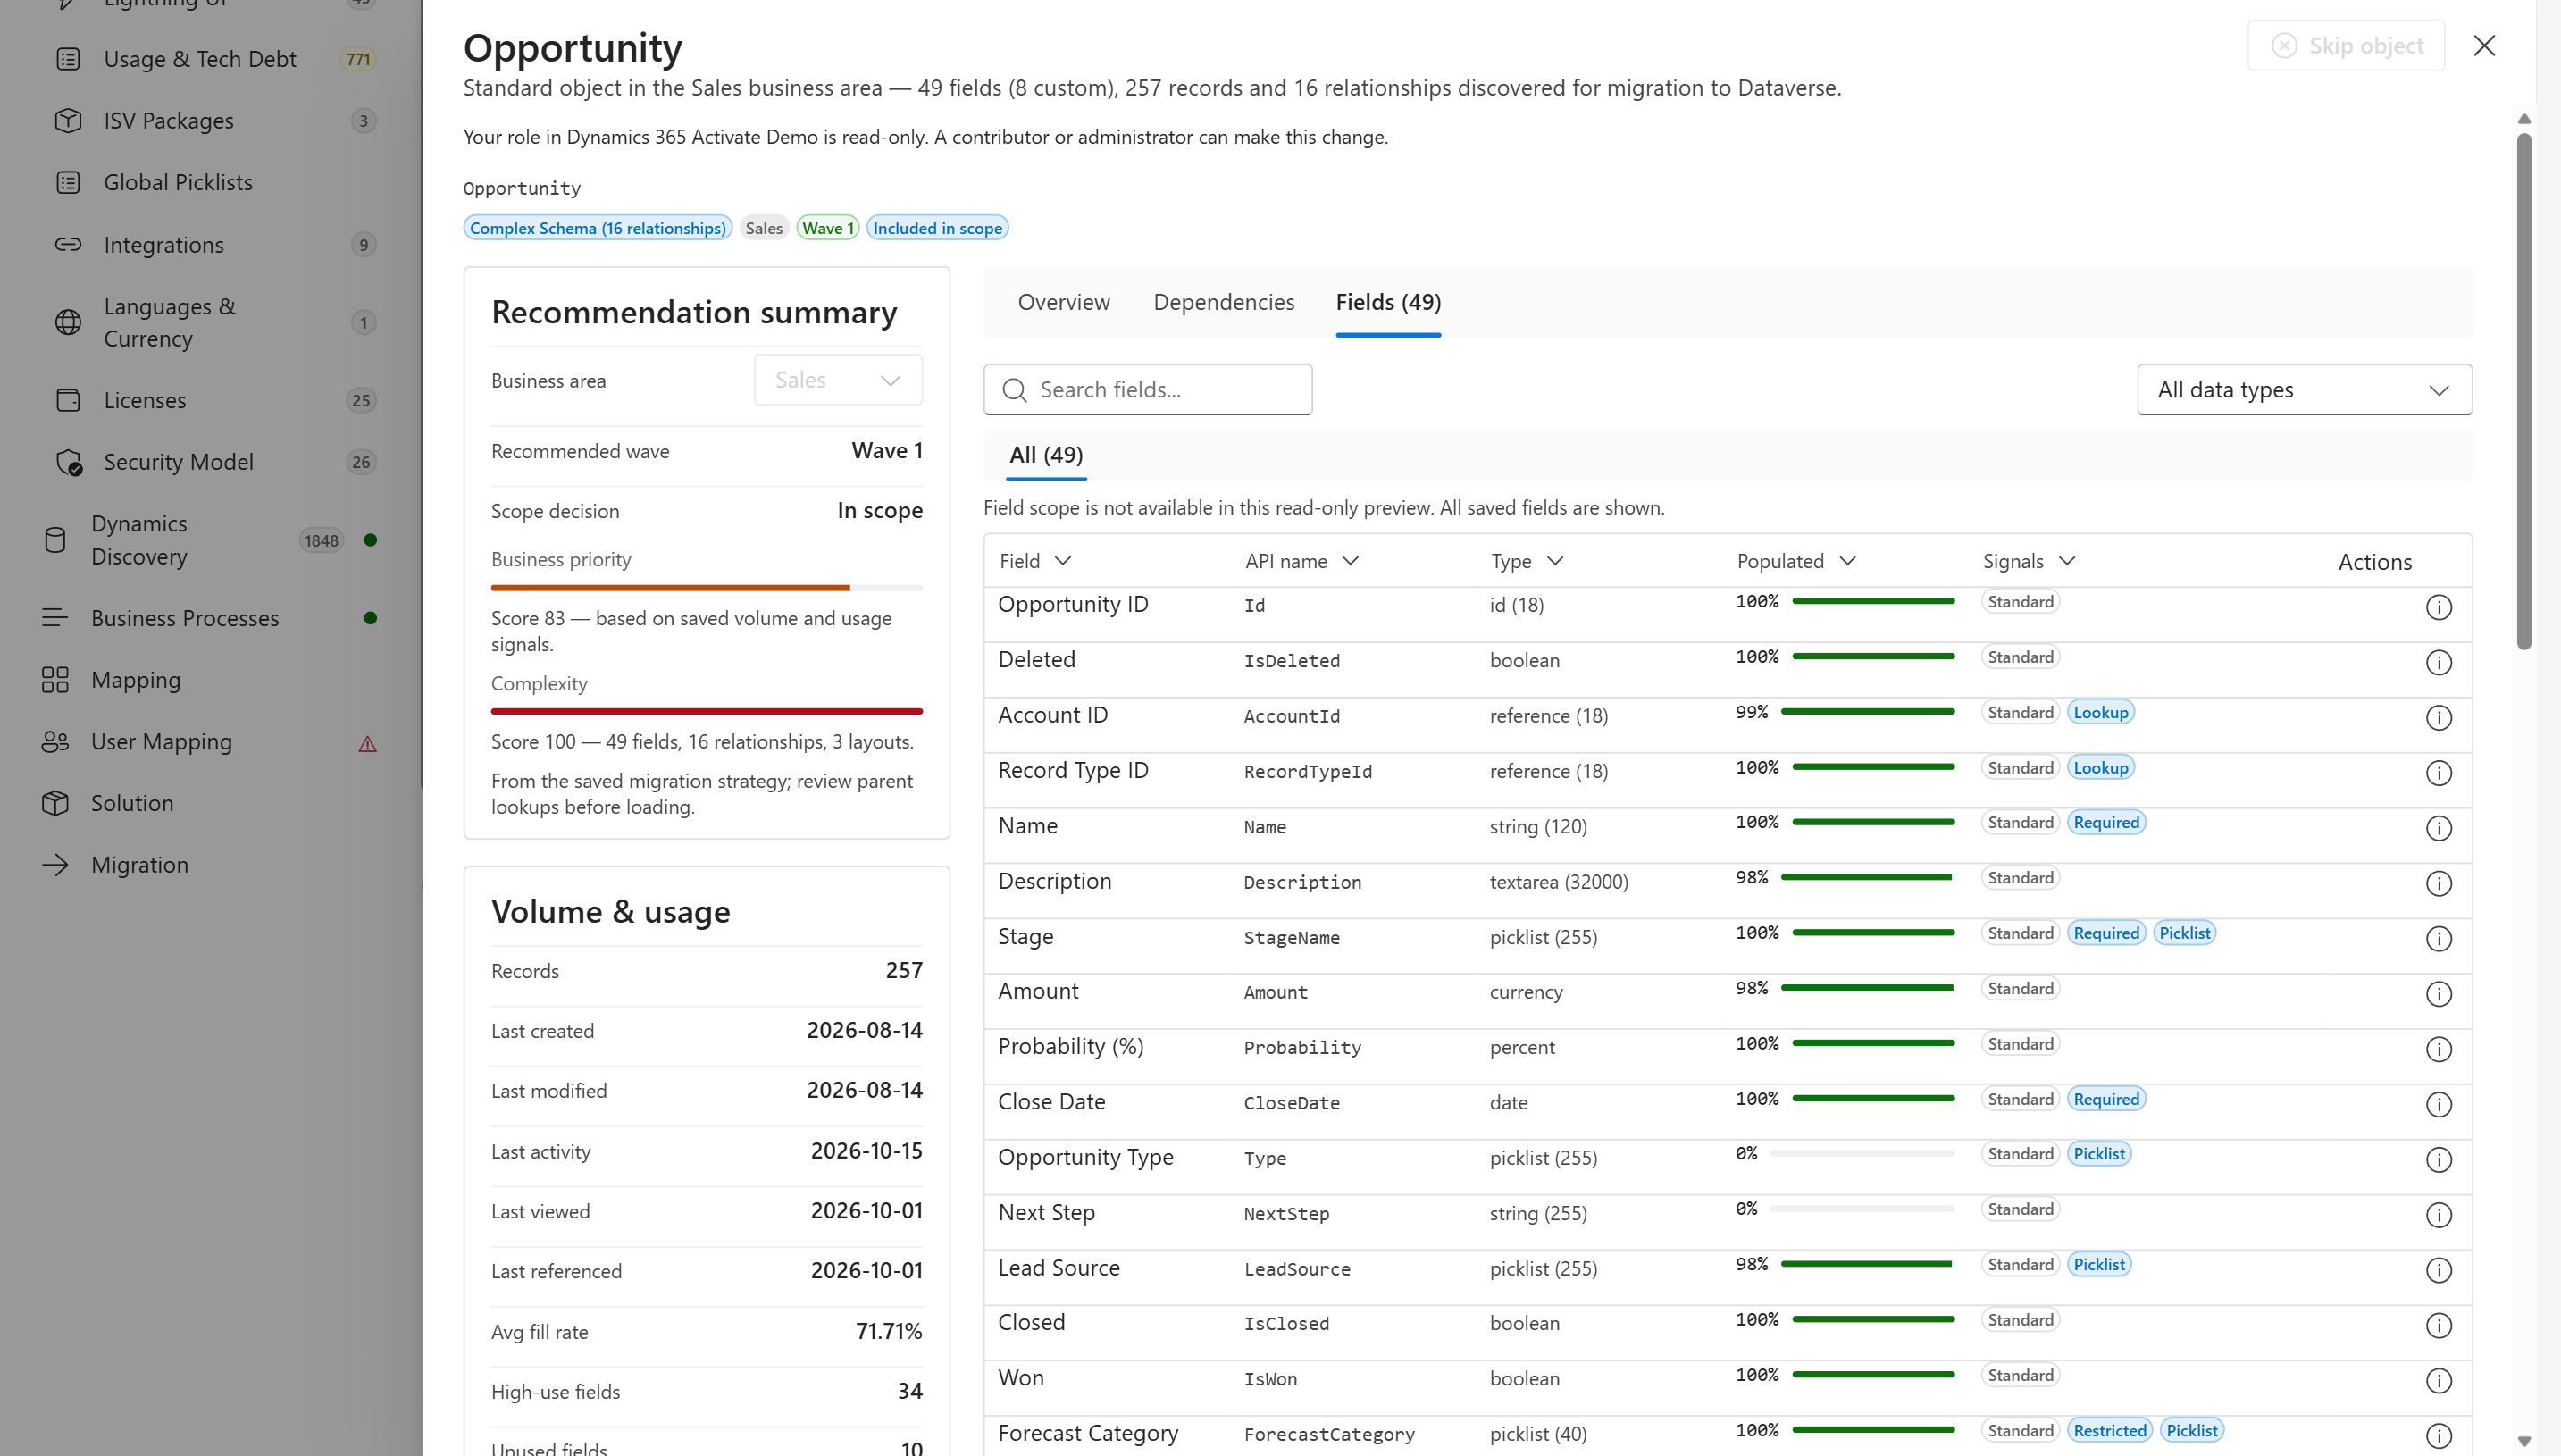 Lightning UI
43
Usage & Tech Debt
771
ISV Packages
3
Global Picklists
Integrations
9
Languages &
Currency
1
Licenses
25
Security Model
26
Dynamics
Discovery
1848
Business Processes
Mapping
User Mapping
Solution
Migration
Opportunity
Skip object
Standard object in the Sales business area — 49 fields (8 custom), 257 records and 16 relationships discovered for migration to Dataverse.
Your role in Dynamics 365 Activate Demo is read-only. A contributor or administrator can make this change.
Opportunity
Complex Schema (16 relationships) Sales Wave 1 Included in scope
Recommendation summary
Business area Sales
Recommended wave Wave 1
Scope decision In scope
Business priority
Score 83 — based on saved volume and usage
signals.
Complexity
Score 100 — 49 fields, 16 relationships, 3 layouts.
From the saved migration strategy; review parent
lookups before loading.
Volume & usage
Records 257
Last created 2026-08-14
Last modified 2026-08-14
Last activity 2026-10-15
Last viewed 2026-10-01
Last referenced 2026-10-01
Avg fill rate 71.71%
High-use fields 34
Unused fields 10
Overview Dependencies Fields (49)
Search fields...
All data types
All (49)
Field scope is not available in this read-only preview. All saved fields are shown.
Field API name Type Populated Signals Actions
Opportunity ID Id id (18) 100% Standard
Deleted IsDeleted boolean 100% Standard
Account ID AccountId reference (18) 99% Standard Lookup
Record Type ID RecordTypeId reference (18) 100% Standard Lookup
Name Name string (120) 100% Standard Required
Description Description textarea (32000) 98% Standard
Stage StageName picklist (255) 100% Standard Required Picklist
Amount Amount currency 98% Standard
Probability (%) Probability percent 100% Standard
Close Date CloseDate date 100% Standard Required
Opportunity Type Type picklist (255) 0% Standard Picklist
Next Step NextStep string (255) 0% Standard
Lead Source LeadSource picklist (255) 98% Standard Picklist
Closed IsClosed boolean 100% Standard
Won IsWon boolean 100% Standard
Forecast Category ForecastCategory picklist (40) 100% Standard Restricted Picklist